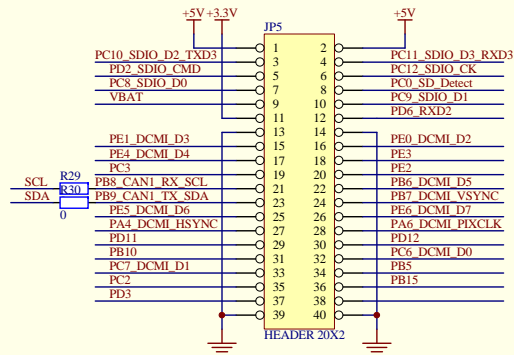 +5V +3.3V JP5 +5V
1 2
PC10_SDIO_D2_TXD3 3 4 PC11_SDIO_D3_RXD3
PD2_SDIO_CMD 5 6 PC12_SDIO_CK
PC8_SDIO_D0 7 8 PC0_SD_Detect
VBAT 9 10 PC9_SDIO_D1
11 12 PD6_RXD2
13 14
PE1_DCMI_D3 15 16 PE0_DCMI_D2
PE4_DCMI_D4 17 18 PE3
PC3 19 20 PE2
R29
SCL PB8_CAN1_RX_SCL 21 22 PB6_DCMI_D5
R30
SDA PB9_CAN1_TX_SDA 23 24 PB7_DCMI_VSYNC
0 PE5_DCMI_D6 25 26 PE6_DCMI_D7
PA4_DCMI_HSYNC 27 28 PA6_DCMI_PIXCLK
PD11 29 30 PD12
PB10 31 32 PC6_DCMI_D0
PC7_DCMI_D1 33 34 PB5
PC2 35 36 PB15
PD3 37 38
39 40
HEADER 20X2